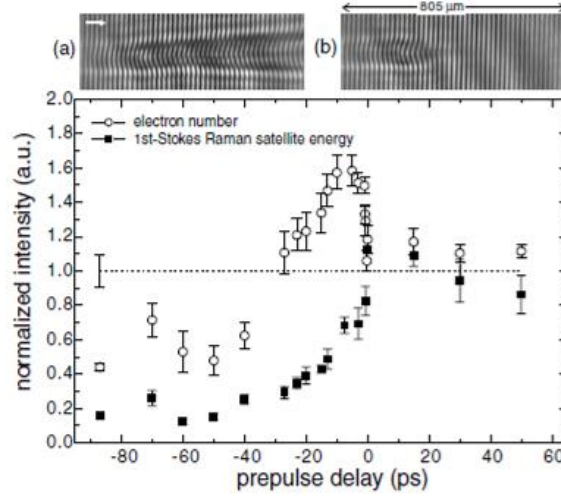 805 μm
(a)
(b)
2.0
1.8
1.6
1.4
1.2
1.0
0.8
0.6
0.4
0.2
0.0
normalized intensity (a.u.)
electron number
1st-Stokes Raman satellite energy
-80 -60 -40 -20 0 20 40 60
prepulse delay (ps)